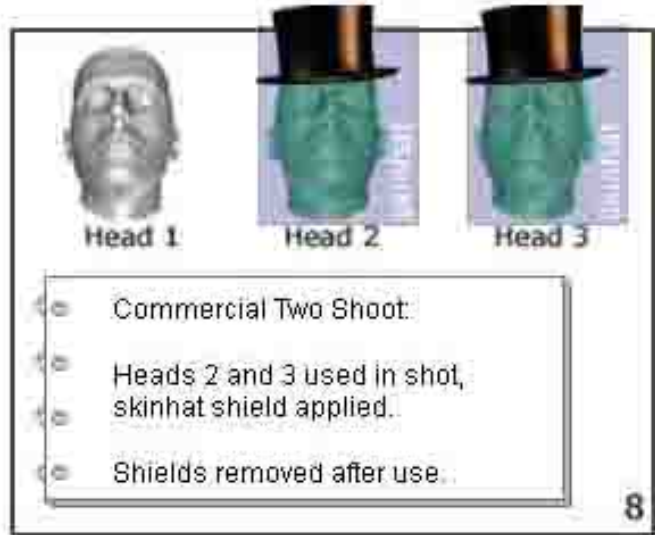 Head 1
Head 2
Head 3
Commercial Two Shoot:
Heads 2 and 3 used in shot,
skinhat shield applied.
Shields removed after use.
8